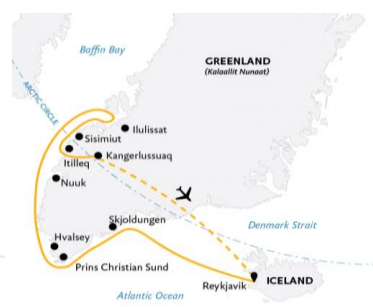 Baffin Bay
GREENLAND
(Kalaallit Nunaat)
ARCTIC CIRCLE
Ilulissat
Sisimiut
Itilleq
Kangerlussuaq
Nuuk
Skjoldungen
Denmark Strait
Hvalsey
Prins Christian Sund
Reykjavik
ICELAND
Atlantic Ocean